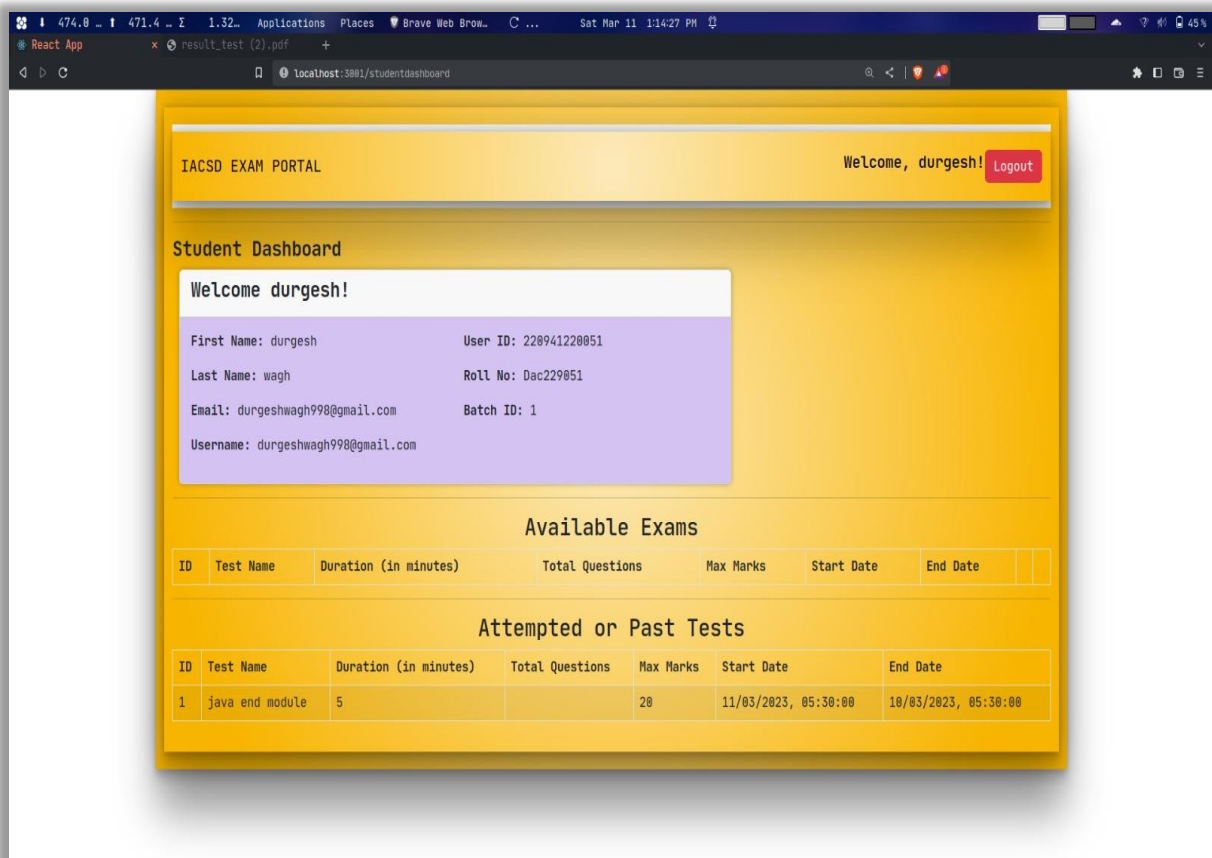 474.0 … 471.4 … Σ 1.32… Applications Places Brave Web Brow… C ... Sat Mar 11 1:14:27 PM 45%
React App x result_test (2).pdf +
localhost:3001/studentdashboard
IACSD EXAM PORTAL Welcome, durgesh! Logout
Student Dashboard
Welcome durgesh!
First Name: durgesh User ID: 220941220051
Last Name: wagh Roll No: Dac229051
Email: durgeshwagh998@gmail.com Batch ID: 1
Username: durgeshwagh998@gmail.com
Available Exams
ID Test Name Duration (in minutes) Total Questions Max Marks Start Date End Date
Attempted or Past Tests
ID Test Name Duration (in minutes) Total Questions Max Marks Start Date End Date
1 java end module 5 20 11/03/2023, 05:30:00 10/03/2023, 05:30:00